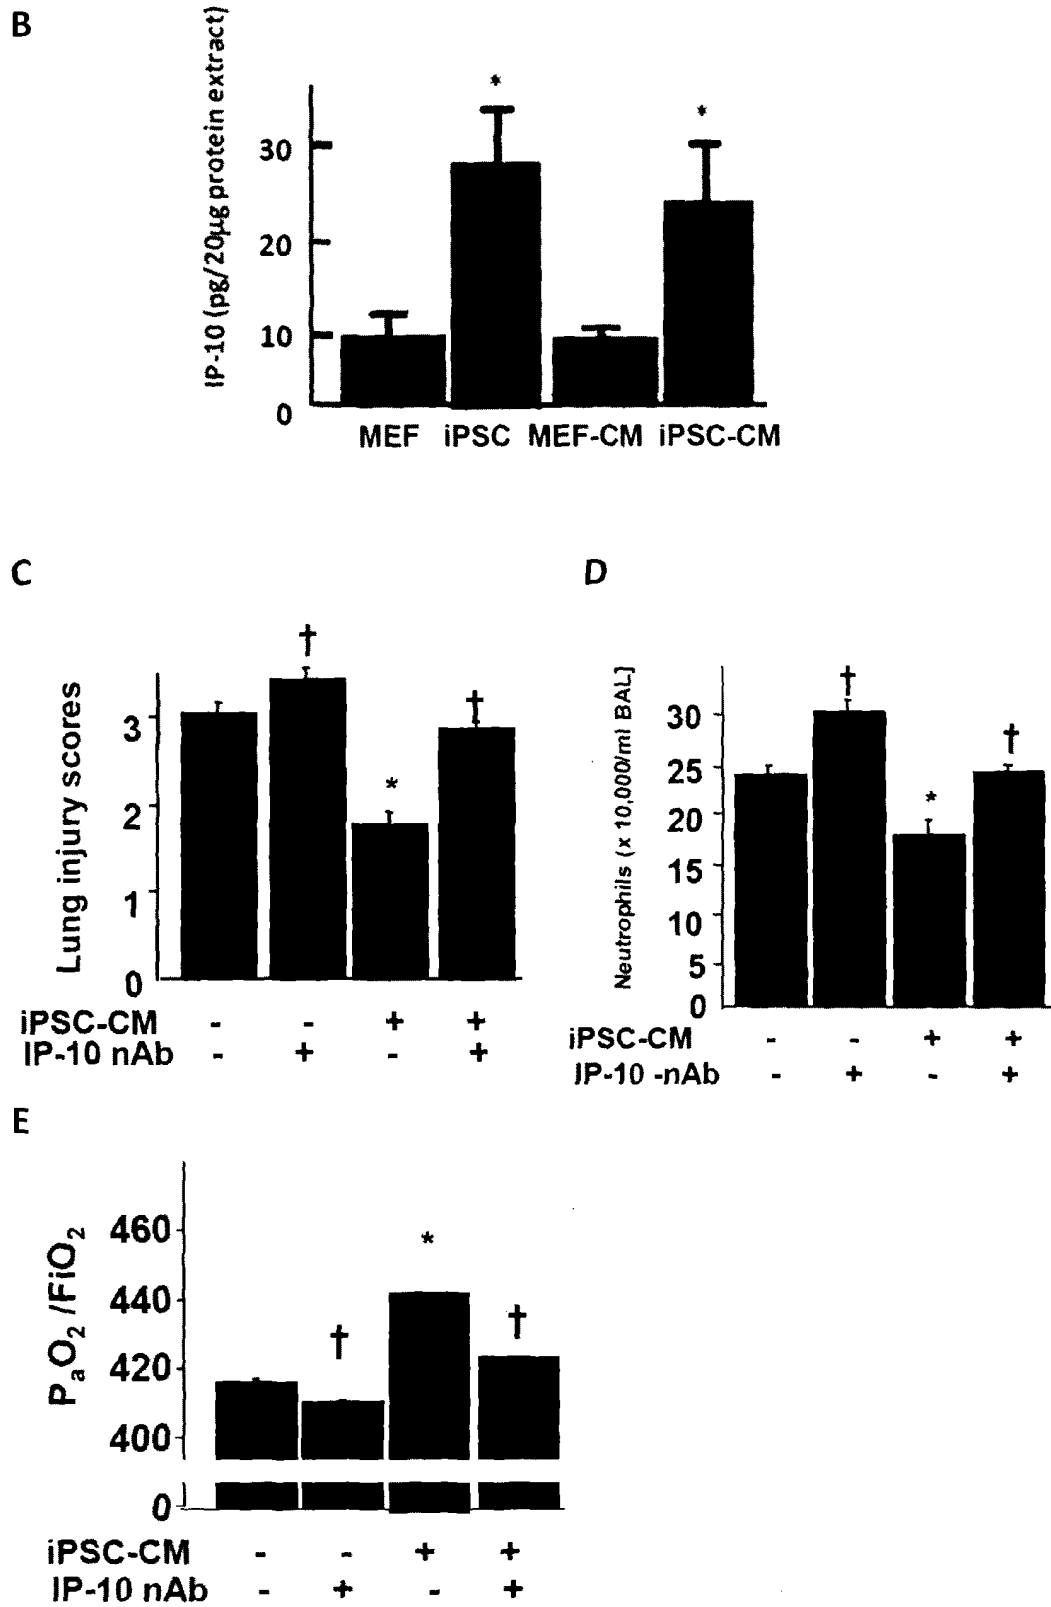 B
IP-10 (pg/20µg protein extract)
*
*
30
20
10
0
MEF iPSC MEF-CM iPSC-CM
C
Lung injury scores
†
†
*
3
2
1
0
iPSC-CM - - + +
IP-10 nAb - + - +
D
Neutrophils (x 10,000/ml BAL]
†
†
*
30
25
20
15
10
5
0
iPSC-CM - - + +
IP-10 -nAb - + - +
E
PaO2 /FiO2
*
†
†
460
440
420
400
0
iPSC-CM - - + +
IP-10 nAb - + - +